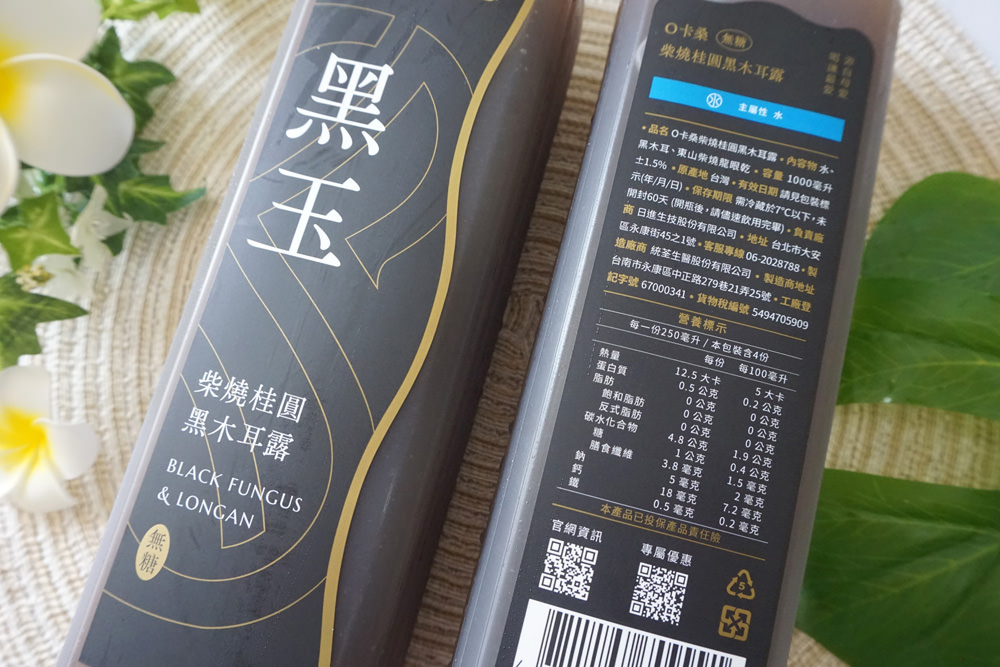 黑玉
柴燒桂圓
黑木耳露
BLACK FUNGUS
& LONGAN
無糖
O卡桑 無糖
柴燒桂圓黑木耳露
主屬性 水
•品名 O卡桑柴燒桂圓黑木耳露•內容物 水、
黑木耳、東山柴燒龍眼乾•容量 1000毫升
±1.5%•原產地 台灣•有效日期 請見包裝標
示(年/月/日)•保存期限 需冷藏於7°C以下，未
開封60天 (開瓶後，請儘速飲用完畢)•負責廠
商 日進生技股份有限公司•地址 台北市大安
區永康街45之1號•客服專線 06-2028788•製
造廠商 統荃生醫股份有限公司•製造商地址
台南市永康區中正路279巷21弄25號•工廠登
記字號 67000341•貨物稅編號 5494705909
營養標示
每一份250毫升 / 本包裝含4份
每份 每100毫升
熱量 12.5 大卡 5 大卡
蛋白質 0.5 公克 0.2 公克
脂肪 0 公克 0 公克
飽和脂肪 0 公克 0 公克
反式脂肪 0 公克 0 公克
碳水化合物 4.8 公克 1.9 公克
糖 1 公克 0.4 公克
膳食纖維 3.8 毫克 1.5 毫克
鈉 5 毫克 2 毫克
鈣 18 毫克 7.2 毫克
鐵 0.5 毫克 0.2 毫克
本產品已投保產品責任險
官網資訊 專屬優惠
5